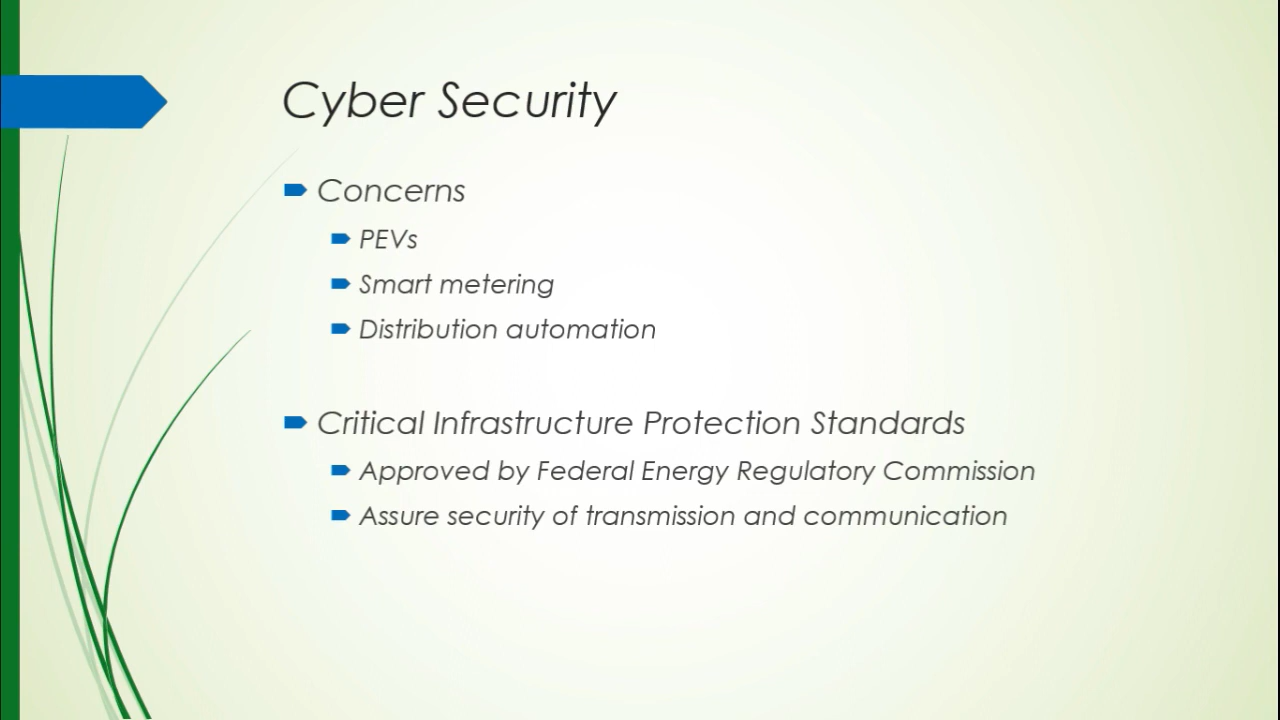 Cyber Security
Concerns
PEVs
Smart metering
Distribution automation
Critical Infrastructure Protection Standards
Approved by Federal Energy Regulatory Commission
Assure security of transmission and communication